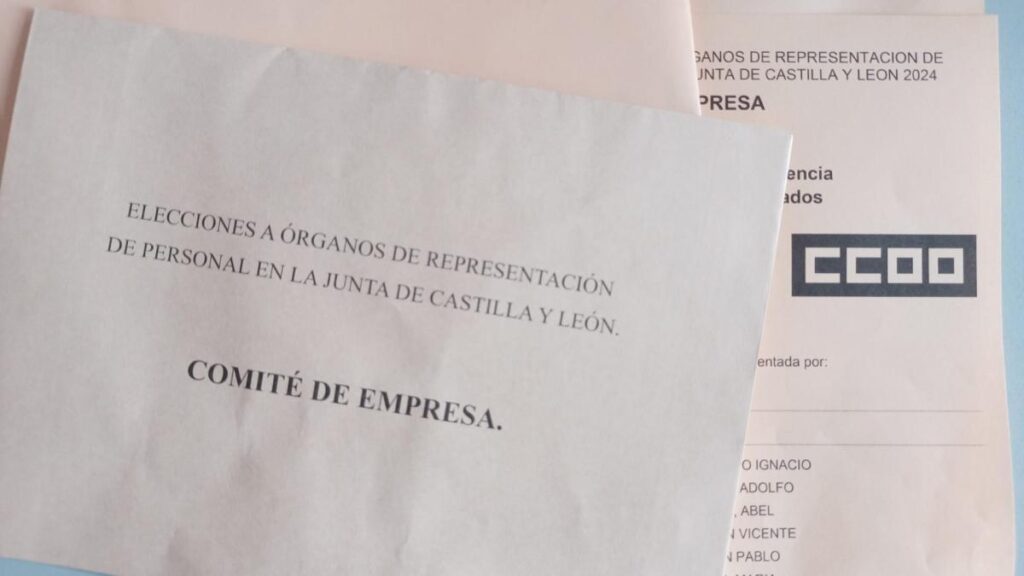 ELECCIONES A ÓRGANOS DE REPRESENTACIÓN
DE PERSONAL EN LA JUNTA DE CASTILLA Y LEÓN.
COMITÉ DE EMPRESA.
GANOS DE REPRESENTACION DE
UNTA DE CASTILLA Y LEON 2024
PRESA
encia
ados
CCOO
entada por:
O IGNACIO
ADOLFO
, ABEL
N VICENTE
N PABLO